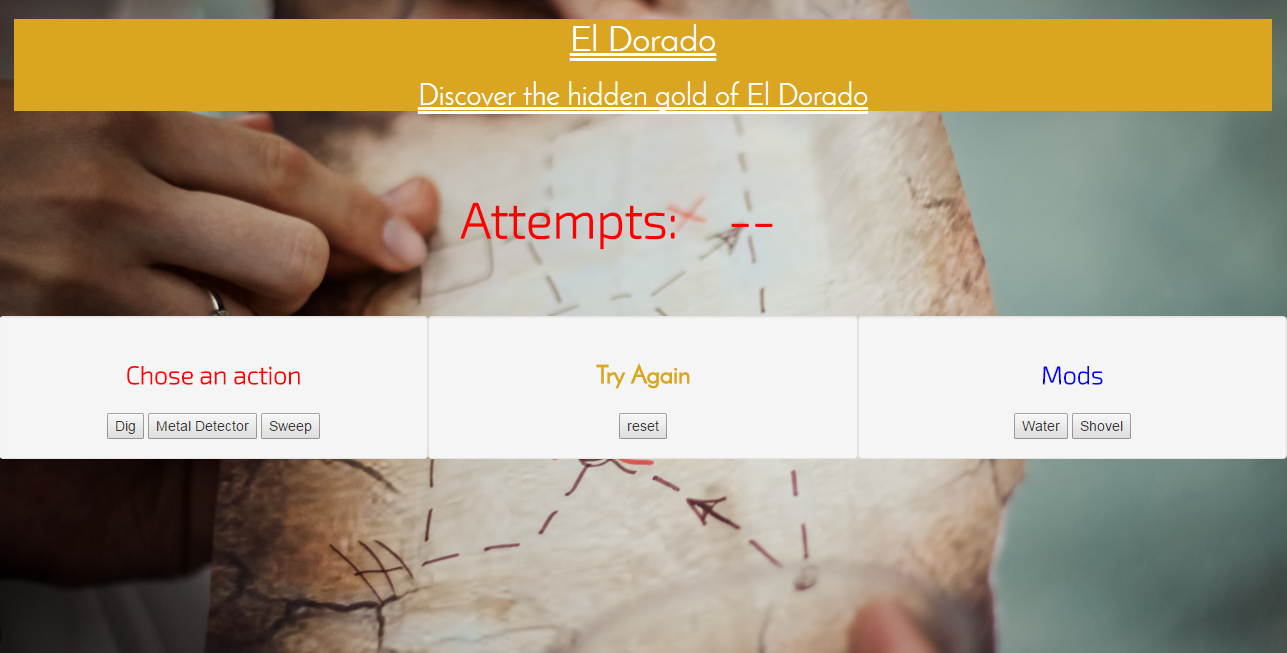 El Dorado
Discover the hidden gold of El Dorado
Attempts: --
Chose an action
Dig Metal Detector Sweep
Try Again
reset
Mods
Water Shovel